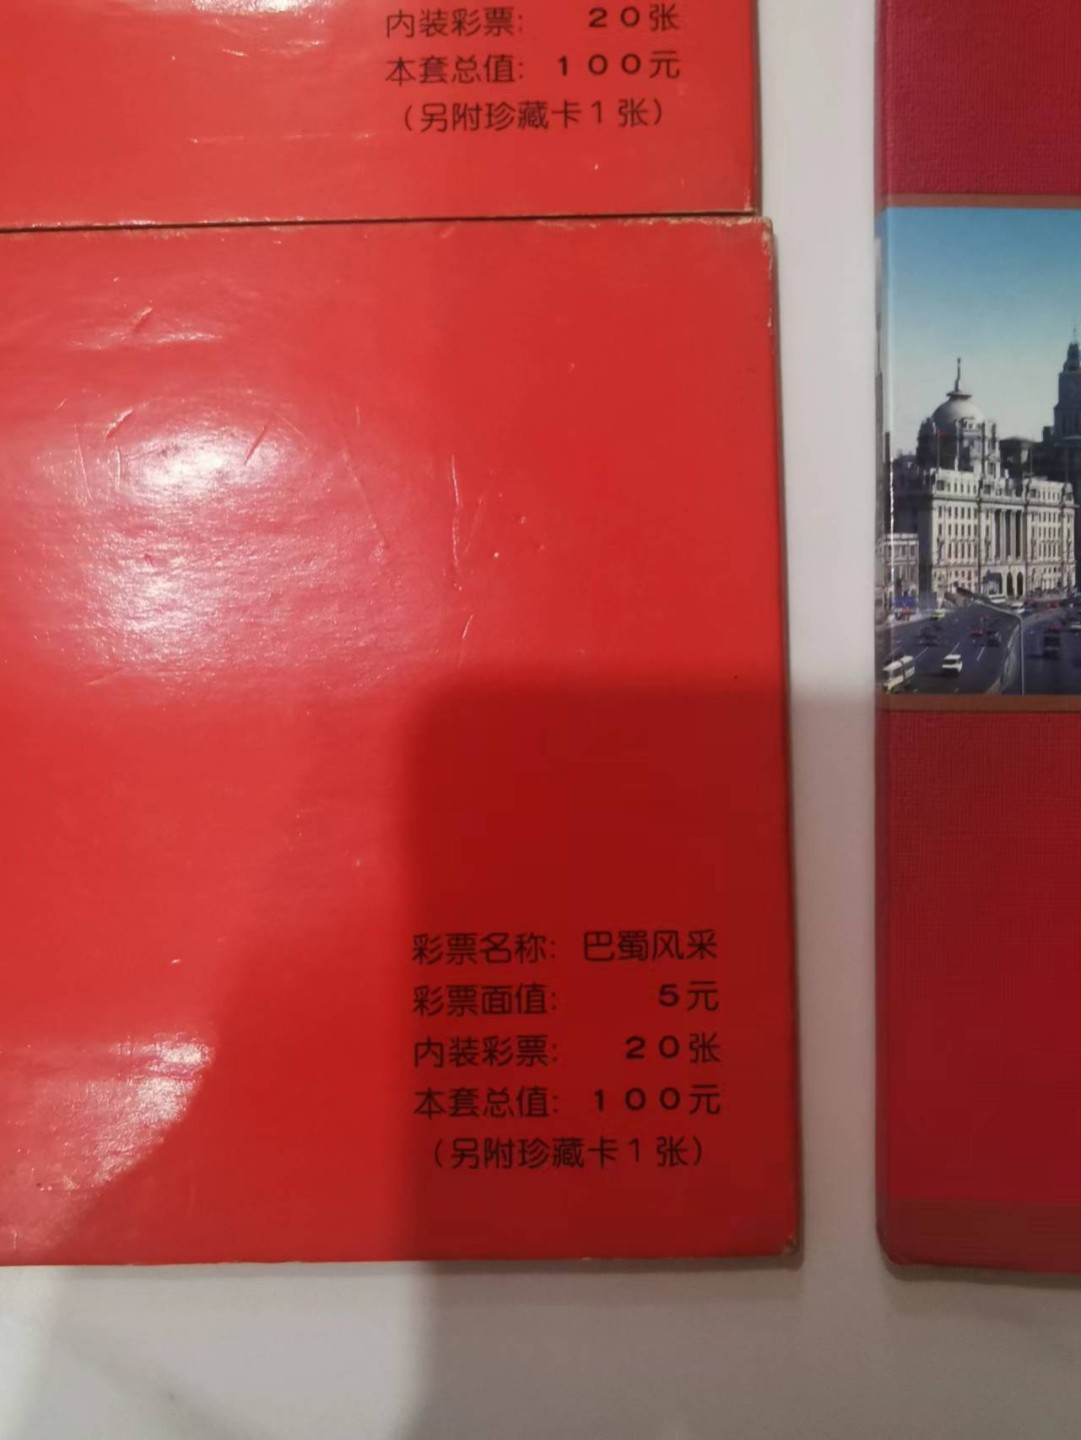 内装彩票: 20张
本套总值: 100元
（另附珍藏卡1张）
彩票名称: 巴蜀风采
彩票面值: 5元
内装彩票: 20张
本套总值: 100元
（另附珍藏卡1张）